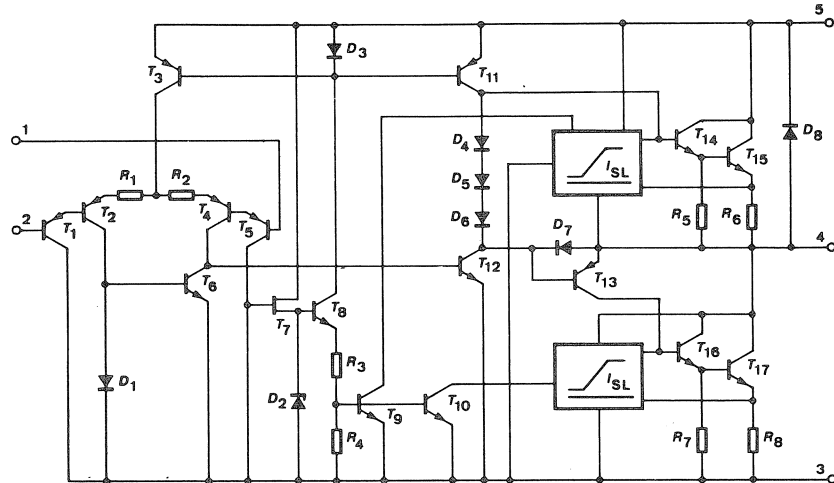 5
D3
T3
T11
1
T14
D8
D4
T15
ISL
R1
R2
D5
R5
R6
2
T2
T4
D6
T1
T5
D7
4
T12
T13
T6
T8
T7
T16
R3
T17
ISL
D1
D2
T9
T10
R4
R7
R8
3